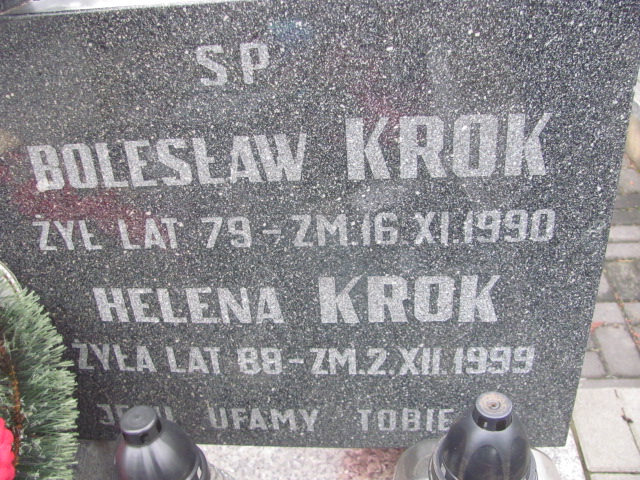 SP
BOLESŁAW KROK
ŻYŁ LAT 79 - ZM. 16. XI. 1990
HELENA KROK
ŻYŁA LAT 88 - ZM. 2. XII. 1999
UFAMY TOBIE